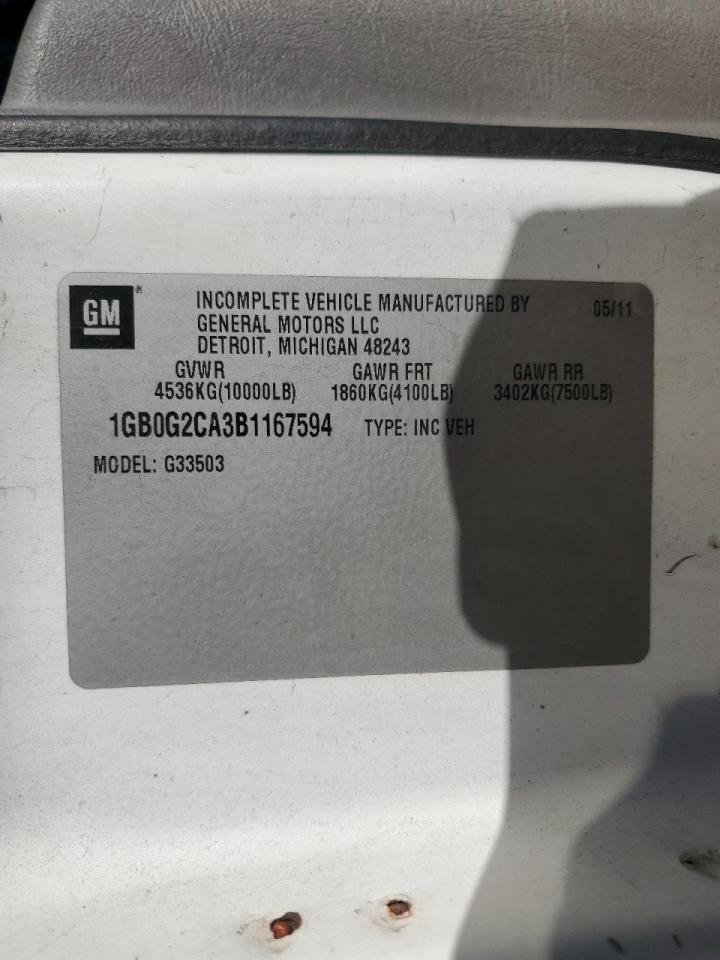 GM®
INCOMPLETE VEHICLE MANUFACTURED BY 05/11
GENERAL MOTORS LLC
DETROIT, MICHIGAN 48243
GVWR GAWR FRT GAWR RR
4536KG(10000LB) 1860KG(4100LB) 3402KG(7500LB)
1GB0G2CA3B1167594 TYPE: INC VEH
MODEL: G33503